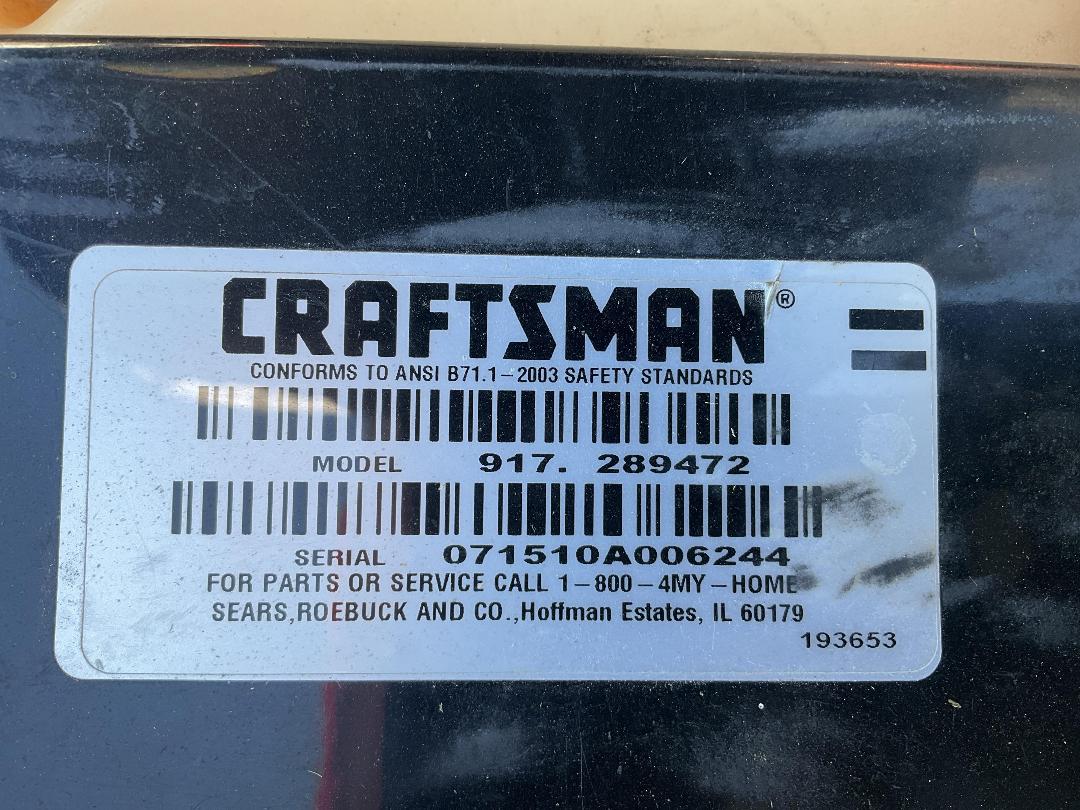 CRAFTSMAN®
CONFORMS TO ANSI B71.1-2003 SAFETY STANDARDS
MODEL 917. 289472
SERIAL 071510A006244
FOR PARTS OR SERVICE CALL 1-800-4MY-HOME
SEARS,ROEBUCK AND CO.,Hoffman Estates, IL 60179
193653